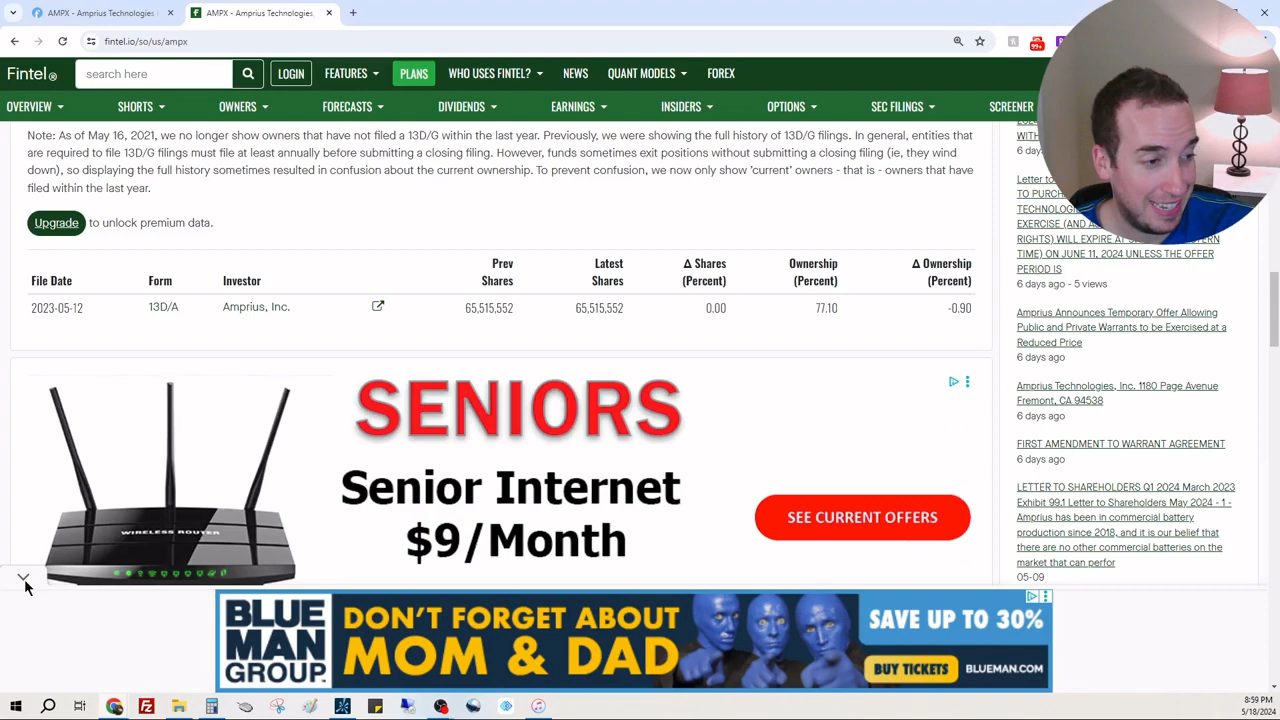 AMPX - Amprius Technologies
AMPX - Amprius Technologies,
fintel.io/so/us/ampx
99+
Fintel
search here
LOGIN
FEATURES
PLANS
WHO USES FINTEL?
NEWS
QUANT MODELS
FOREX
OVERVIEW
SHORTS
OWNERS
FORECASTS
DIVIDENDS
EARNINGS
INSIDERS
OPTIONS
SEC FILINGS
SCREENER
Note: As of May 16, 2021, we no longer show owners that have not filed a 13D/G within the last year. Previously, we were showing the full history of 13D/G filings. In general, entities that
are required to file 13D/G filings must file at least annually before submitting a closing filing. However, funds sometimes exit positions without submitting a closing filing (ie, they wind
down), so displaying the full history sometimes resulted in confusion about the current ownership. To prevent confusion, we now only show 'current' owners - that is - owners that have
filed within the last year.
Upgrade to unlock premium data.
File Date Form Investor Prev Shares Latest Shares Δ Shares (Percent) Ownership (Percent) Δ Ownership (Percent)
2023-05-12 13D/A Amprius, Inc. 65,515,552 65,515,552 0.00 77.10 -0.90
SENIORS
Senior Internet
$9/Month
WIRELESS ROUTER
SEE CURRENT OFFERS
6 days
Letter to
TO PURCH
TECHNOLOGI
EXERCISE (AND A
RIGHTS) WILL EXPIRE AT
TIME) ON JUNE 11, 2024 UNLESS THE OFFER
PERIOD IS
6 days ago - 5 views
Amprius Announces Temporary Offer Allowing
Public and Private Warrants to be Exercised at a
Reduced Price
6 days ago
Amprius Technologies, Inc. 1180 Page Avenue
Fremont, CA 94538
6 days ago
FIRST AMENDMENT TO WARRANT AGREEMENT
6 days ago
LETTER TO SHAREHOLDERS Q1 2024 March 2023
Exhibit 99.1 Letter to Shareholders May 2024 - 1 -
Amprius has been in commercial battery
production since 2018, and it is our belief that
there are no other commercial batteries on the
market that can perfor
05-09
BLUE
MAN
GROUP.
DON'T FORGET ABOUT
MOM & DAD
SAVE UP TO 30%
BUY TICKETS
BLUEMAN.COM
8:59 PM
5/18/2024